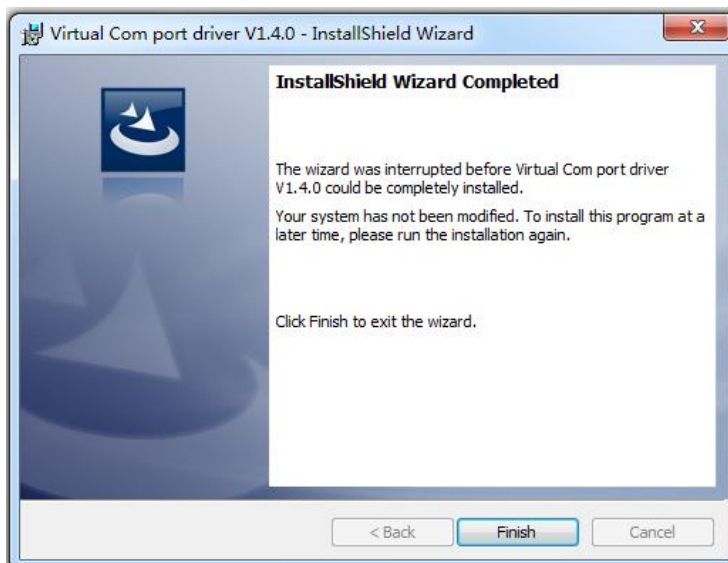 Virtual Com port driver V1.4.0 - InstallShield Wizard
InstallShield Wizard Completed
The wizard was interrupted before Virtual Com port driver
V1.4.0 could be completely installed.
Your system has not been modified. To install this program at a
later time, please run the installation again.
Click Finish to exit the wizard.
< Back
Finish
Cancel